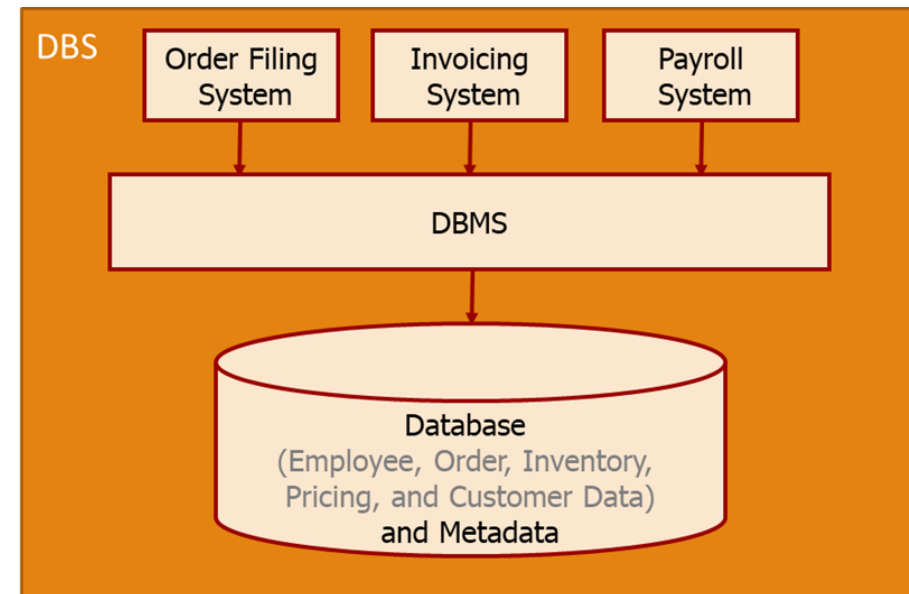 DBS
Order Filing
System
Invoicing
System
Payroll
System
DBMS
Database
(Employee, Order, Inventory,
Pricing, and Customer Data)
and Metadata